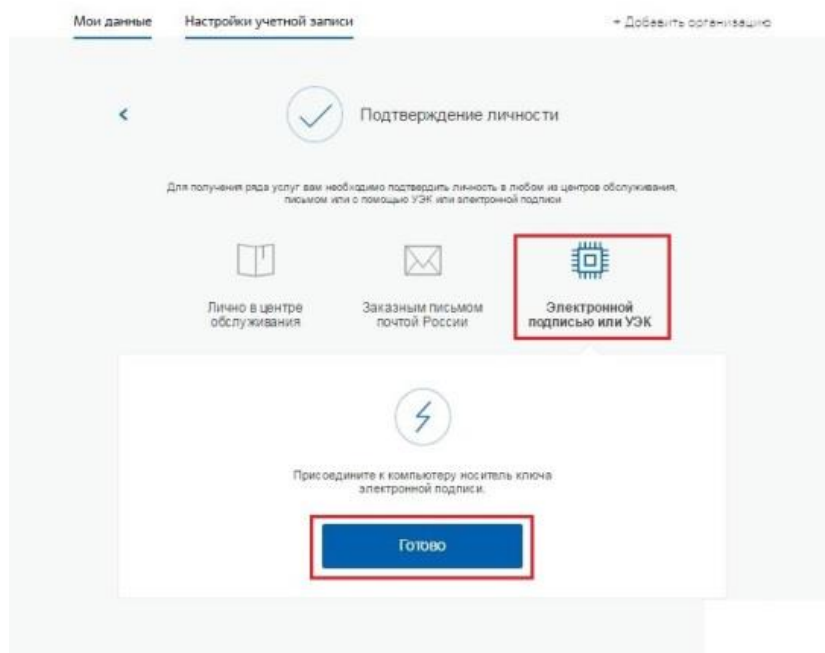 Мои данные Настройки учетной записи + Добавить организацию
Подтверждение личности
Для получения ряда услуг вам необходимо подтвердить личность в любом из центров обслуживания,
письмом или с помощью УЭК или электронной подписи
Лично в центре
обслуживания
Заказным письмом
почтой России
Электронной
подписью или УЭК
Присоедините к компьютеру носитель ключа
электронной подписи.
Готово